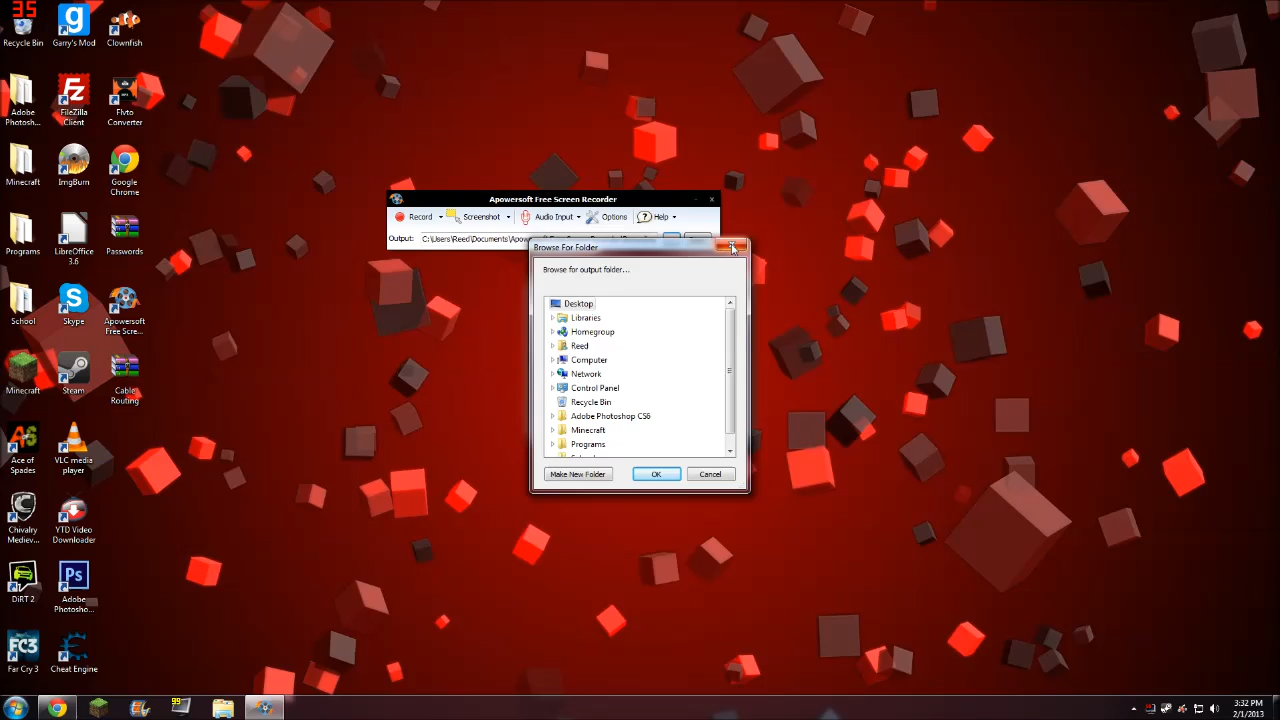 35
Recycle Bin
Garry's Mod
Clownfish
Adobe Photosh...
FileZilla Client
Flvto Converter
Minecraft
ImgBurn
Google Chrome
Programs
LibreOffice 3.6
Passwords
School
Skype
Apowersoft Free Scre...
Minecraft
Steam
Cable Routing
Ace of Spades
VLC media player
Chivalry Mediev...
YTD Video Downloader
DiRT 2
Ps
Adobe Photosho...
FC3
Far Cry 3
Cheat Engine
Apowersoft Free Screen Recorder
Record
Screenshot
Audio Input
Options
Help
Output:
C:\Users\Reed\Documents\Apow
Browse For Folder
Browse for output folder...
Desktop
Libraries
Homegroup
Reed
Computer
Network
Control Panel
Recycle Bin
Adobe Photoshop CS6
Minecraft
Programs
Make New Folder
OK
Cancel
99
3:32 PM
2/1/2013